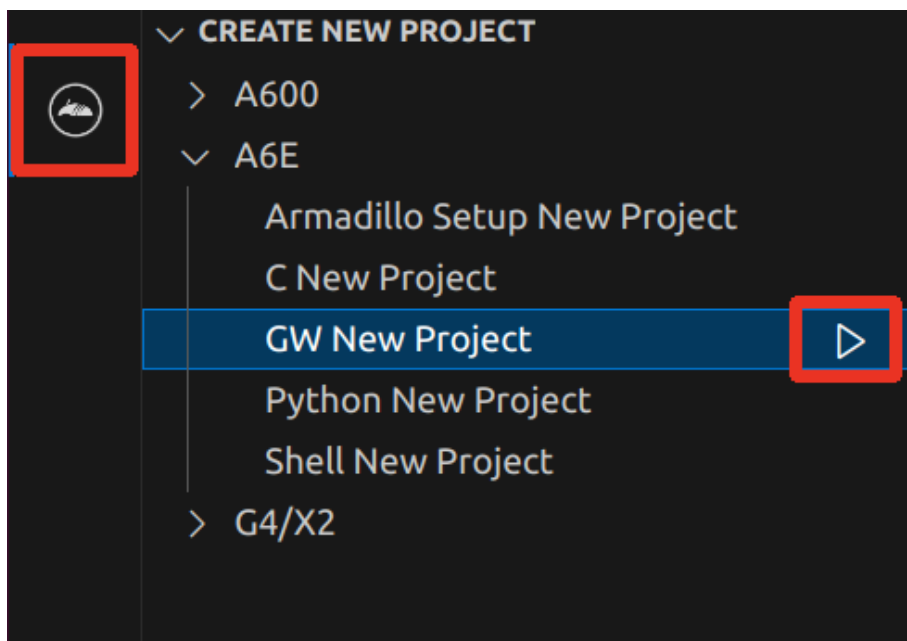 CREATE NEW PROJECT
A600
A6E
Armadillo Setup New Project
C New Project
GW New Project
Python New Project
Shell New Project
G4/X2